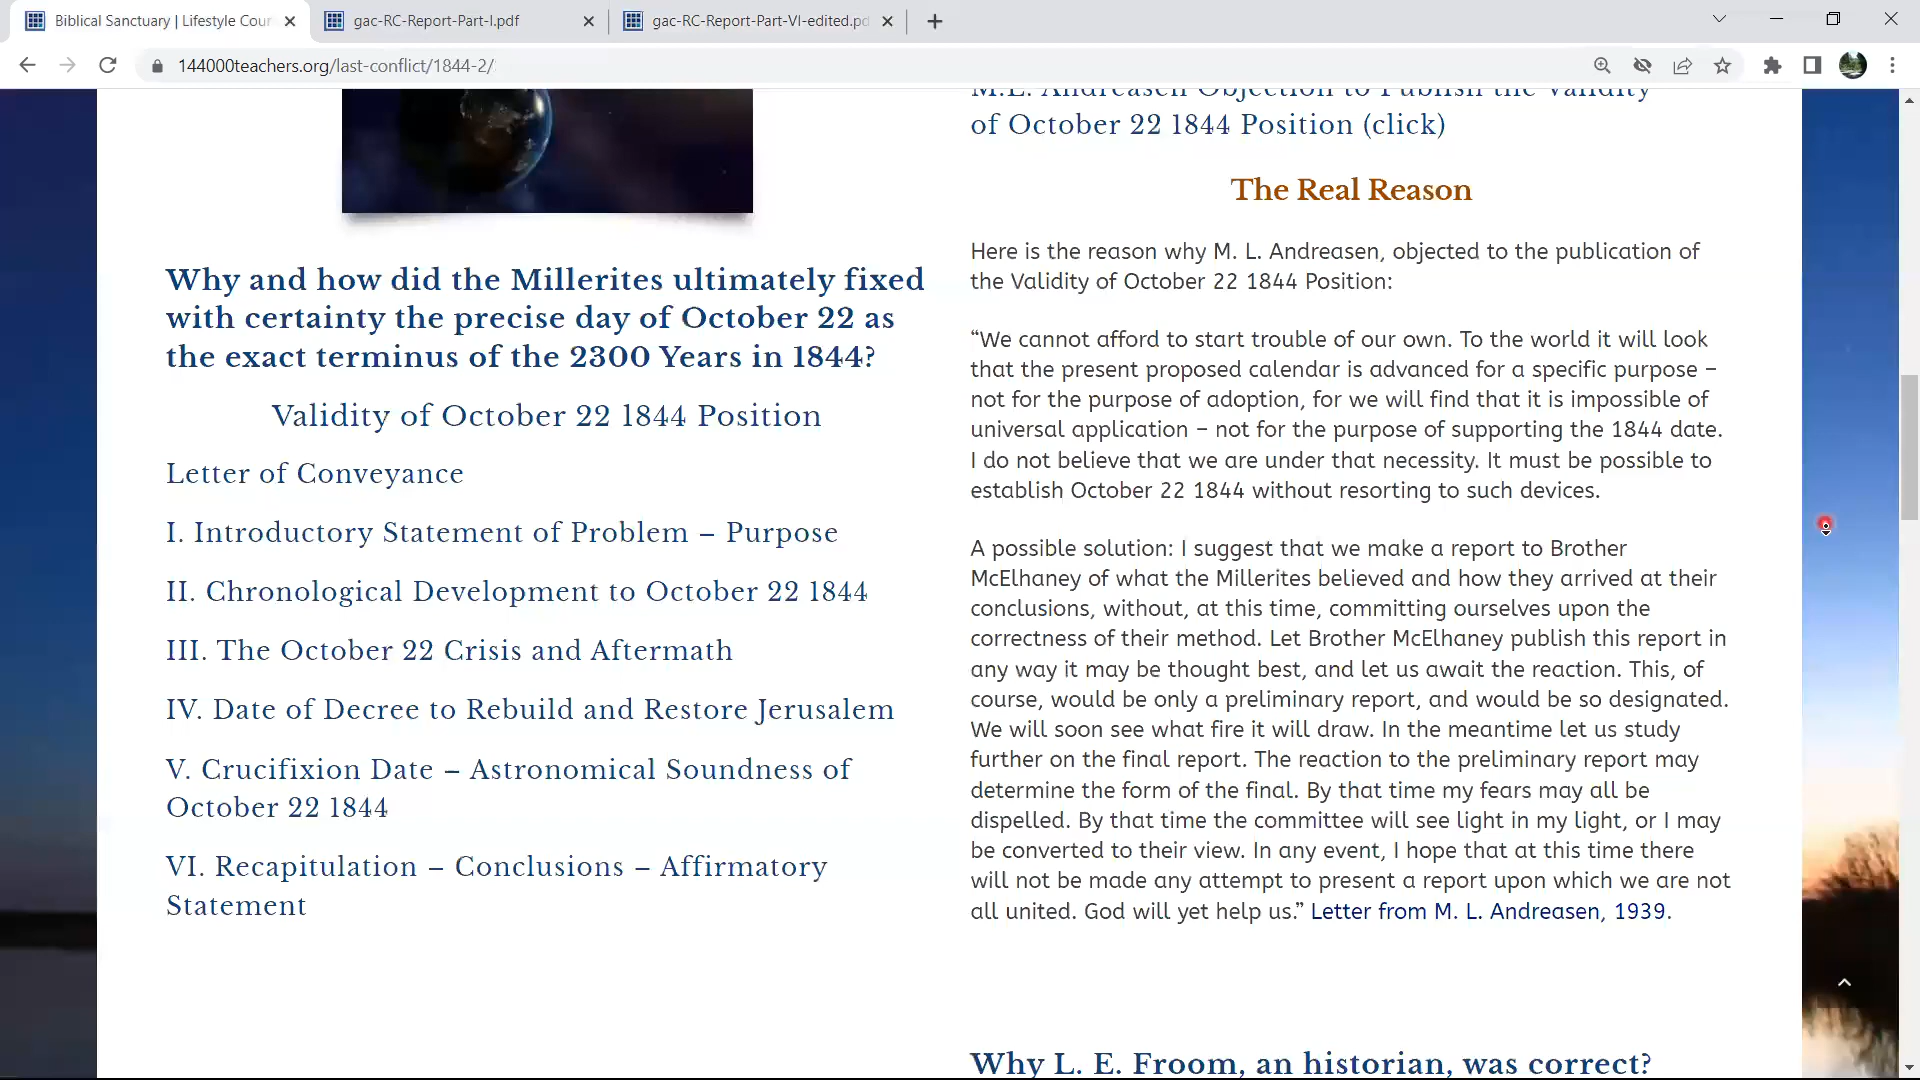 Biblical Sanctuary | Lifestyle Cour
gac-RC-Report-Part-I.pdf
gac-RC-Report-Part-VI-edited.pd
144000teachers.org/last-conflict/1844-2/
Why and how did the Millerites ultimately fixed
with certainty the precise day of October 22 as
the exact terminus of the 2300 Years in 1844?
Validity of October 22 1844 Position
Letter of Conveyance
I. Introductory Statement of Problem – Purpose
II. Chronological Development to October 22 1844
III. The October 22 Crisis and Aftermath
IV. Date of Decree to Rebuild and Restore Jerusalem
V. Crucifixion Date – Astronomical Soundness of
October 22 1844
VI. Recapitulation – Conclusions – Affirmatory
Statement
M.L. Andreasen Objection to Publish the Validity
of October 22 1844 Position (click)
The Real Reason
Here is the reason why M. L. Andreasen, objected to the publication of
the Validity of October 22 1844 Position:
“We cannot afford to start trouble of our own. To the world it will look
that the present proposed calendar is advanced for a specific purpose –
not for the purpose of adoption, for we will find that it is impossible of
universal application – not for the purpose of supporting the 1844 date.
I do not believe that we are under that necessity. It must be possible to
establish October 22 1844 without resorting to such devices.
A possible solution: I suggest that we make a report to Brother
McElhaney of what the Millerites believed and how they arrived at their
conclusions, without, at this time, committing ourselves upon the
correctness of their method. Let Brother McElhaney publish this report in
any way it may be thought best, and let us await the reaction. This, of
course, would be only a preliminary report, and would be so designated.
We will soon see what fire it will draw. In the meantime let us study
further on the final report. The reaction to the preliminary report may
determine the form of the final. By that time my fears may all be
dispelled. By that time the committee will see light in my light, or I may
be converted to their view. In any event, I hope that at this time there
will not be made any attempt to present a report upon which we are not
all united. God will yet help us.” Letter from M. L. Andreasen, 1939.
Why L. E. Froom, an historian, was correct?